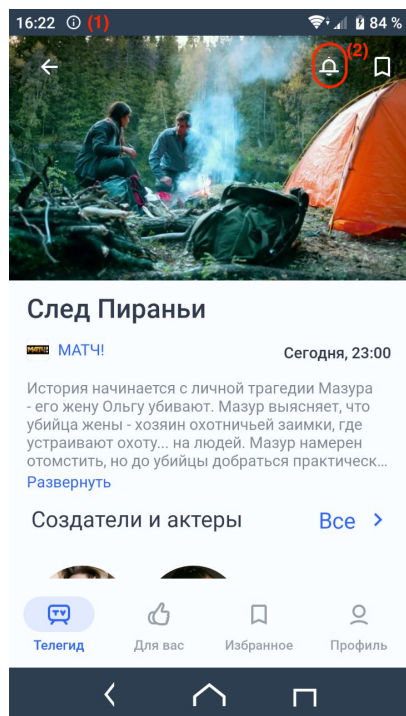 16:22 (1) 84 %
(2)
След Пираньи
МАТЧ! МАТЧ!
Сегодня, 23:00
История начинается с личной трагедии Мазура
- его жену Ольгу убивают. Мазур выясняет, что
убийца жены - хозяин охотничьей заимки, где
устраивают охоту... на людей. Мазур намерен
отомстить, но до убийцы добраться практическ...
Развернуть
Создатели и актеры Все
TV
Телегид Для вас Избранное Профиль